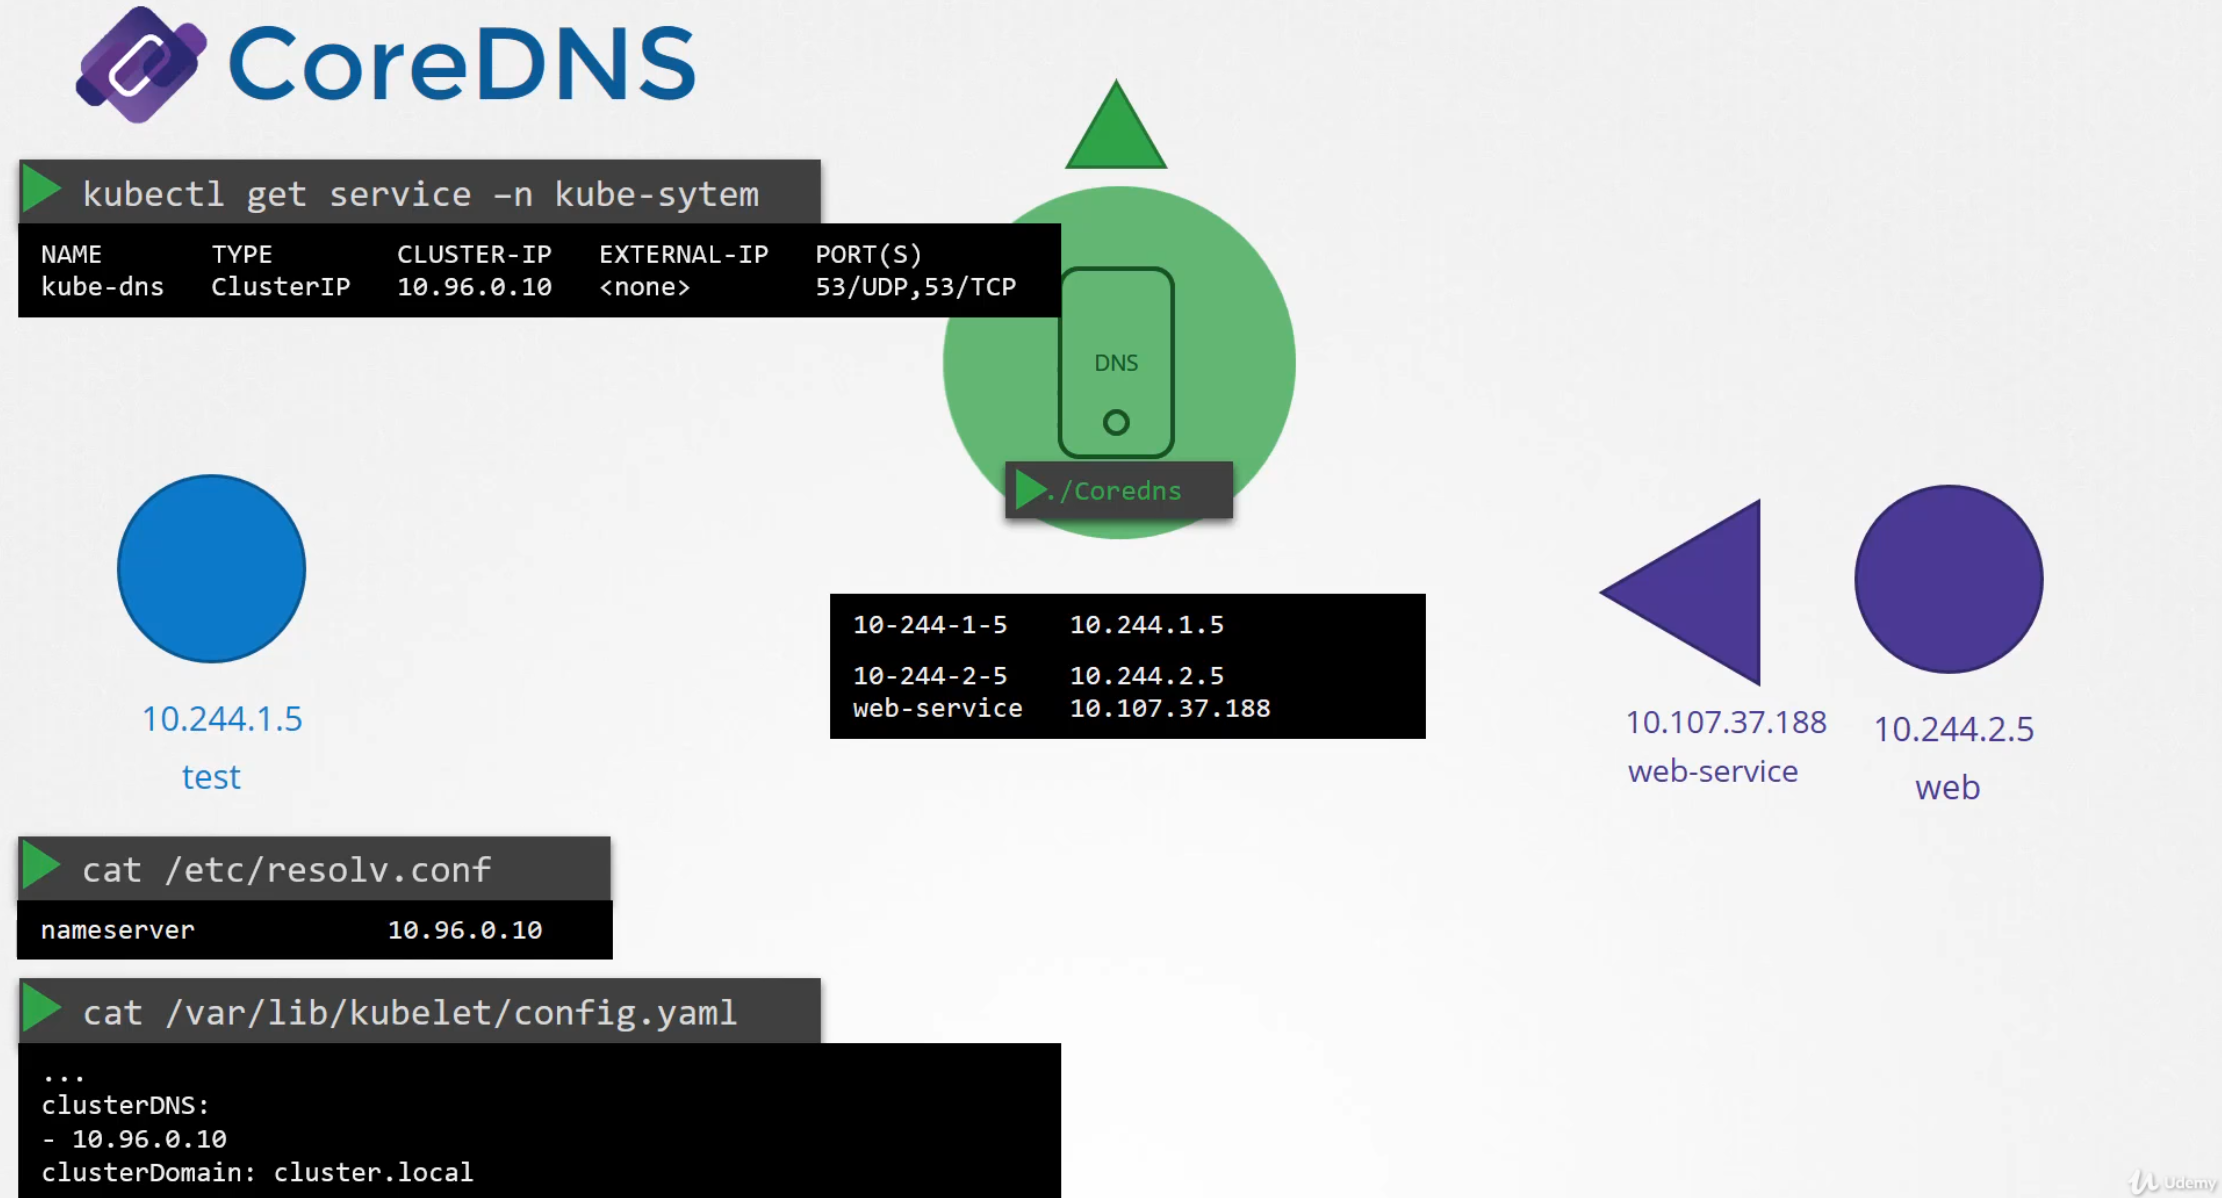 CoreDNS
kubectl get service –n kube-sytem
NAME TYPE CLUSTER-IP EXTERNAL-IP PORT(S)
kube-dns ClusterIP 10.96.0.10 <none> 53/UDP,53/TCP
DNS
./Coredns
10-244-1-5 10.244.1.5
10-244-2-5 10.244.2.5
web-service 10.107.37.188
10.244.1.5
test
10.107.37.188
web-service
10.244.2.5
web
cat /etc/resolv.conf
nameserver 10.96.0.10
cat /var/lib/kubelet/config.yaml
...
clusterDNS:
- 10.96.0.10
clusterDomain: cluster.local
Udemy